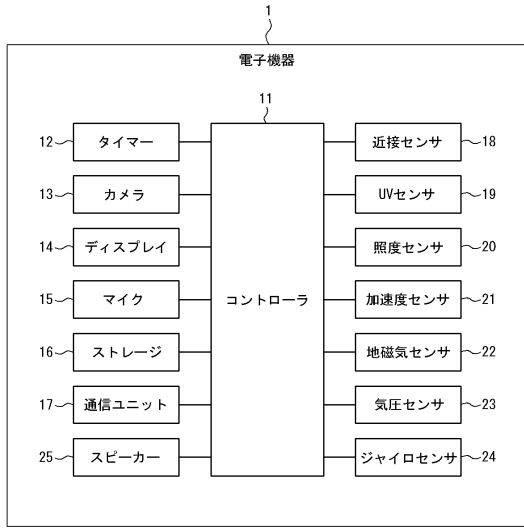 1
電子機器
11
12
タイマー
近接センサ
18
13
カメラ
UVセンサ
19
14
ディスプレイ
照度センサ
20
15
マイク
コントローラ
加速度センサ
21
16
ストレージ
地磁気センサ
22
17
通信ユニット
気圧センサ
23
25
スピーカー
ジャイロセンサ
24